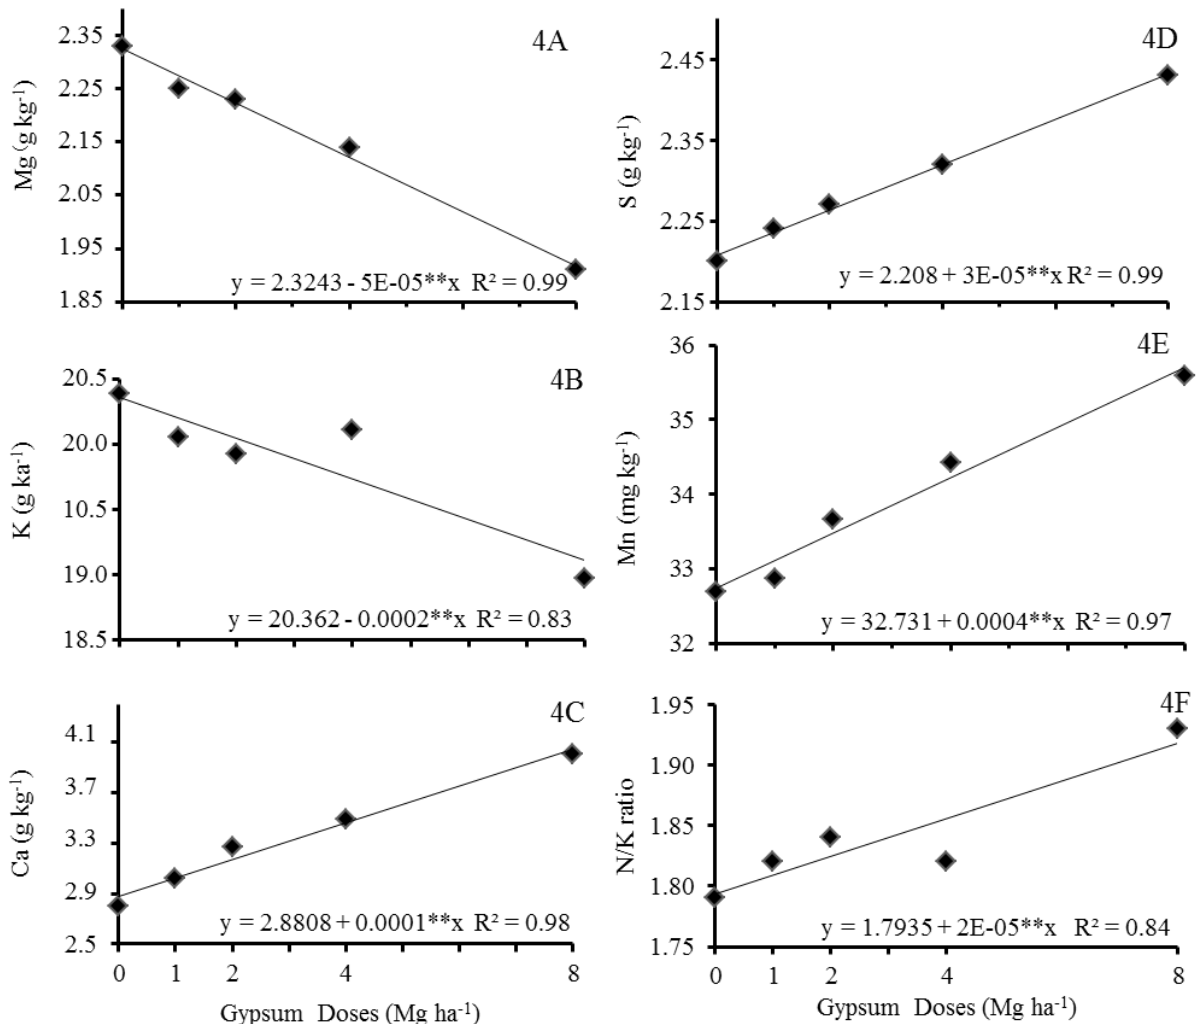 4A
Mg (g kg-1)
2.35
2.25
2.15
2.05
1.95
1.85
y = 2.3243 - 5E-05**x R² = 0.99
4D
S (g kg-1)
2.45
2.35
2.25
2.15
y = 2.208 + 3E-05**x R² = 0.99
4B
K (g ka-1)
20.5
20.0
10.5
19.0
18.5
y = 20.362 - 0.0002**x R² = 0.83
4E
Mn (mg kg-1)
36
35
34
33
32
y = 32.731 + 0.0004**x R² = 0.97
4C
Ca (g kg-1)
4.1
3.7
3.3
2.9
2.5
y = 2.8808 + 0.0001**x R² = 0.98
0 1 2 4 8
Gypsum Doses (Mg ha-1)
4F
N/K ratio
1.95
1.90
1.85
1.80
1.75
y = 1.7935 + 2E-05**x R² = 0.84
0 1 2 4 8
Gypsum Doses (Mg ha-1)